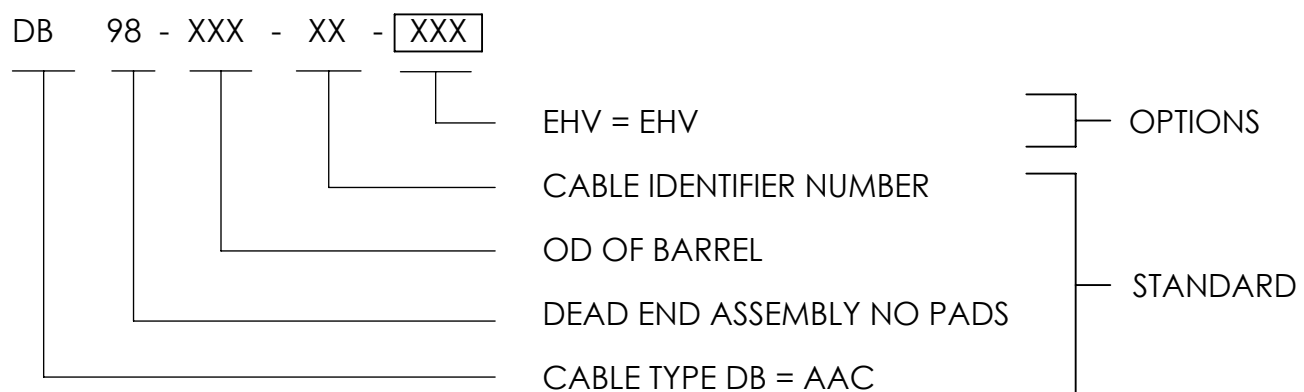 DB 98 - XXX - XX - XXX
EHV = EHV
OPTIONS
CABLE IDENTIFIER NUMBER
OD OF BARREL
STANDARD
DEAD END ASSEMBLY NO PADS
CABLE TYPE DB = AAC